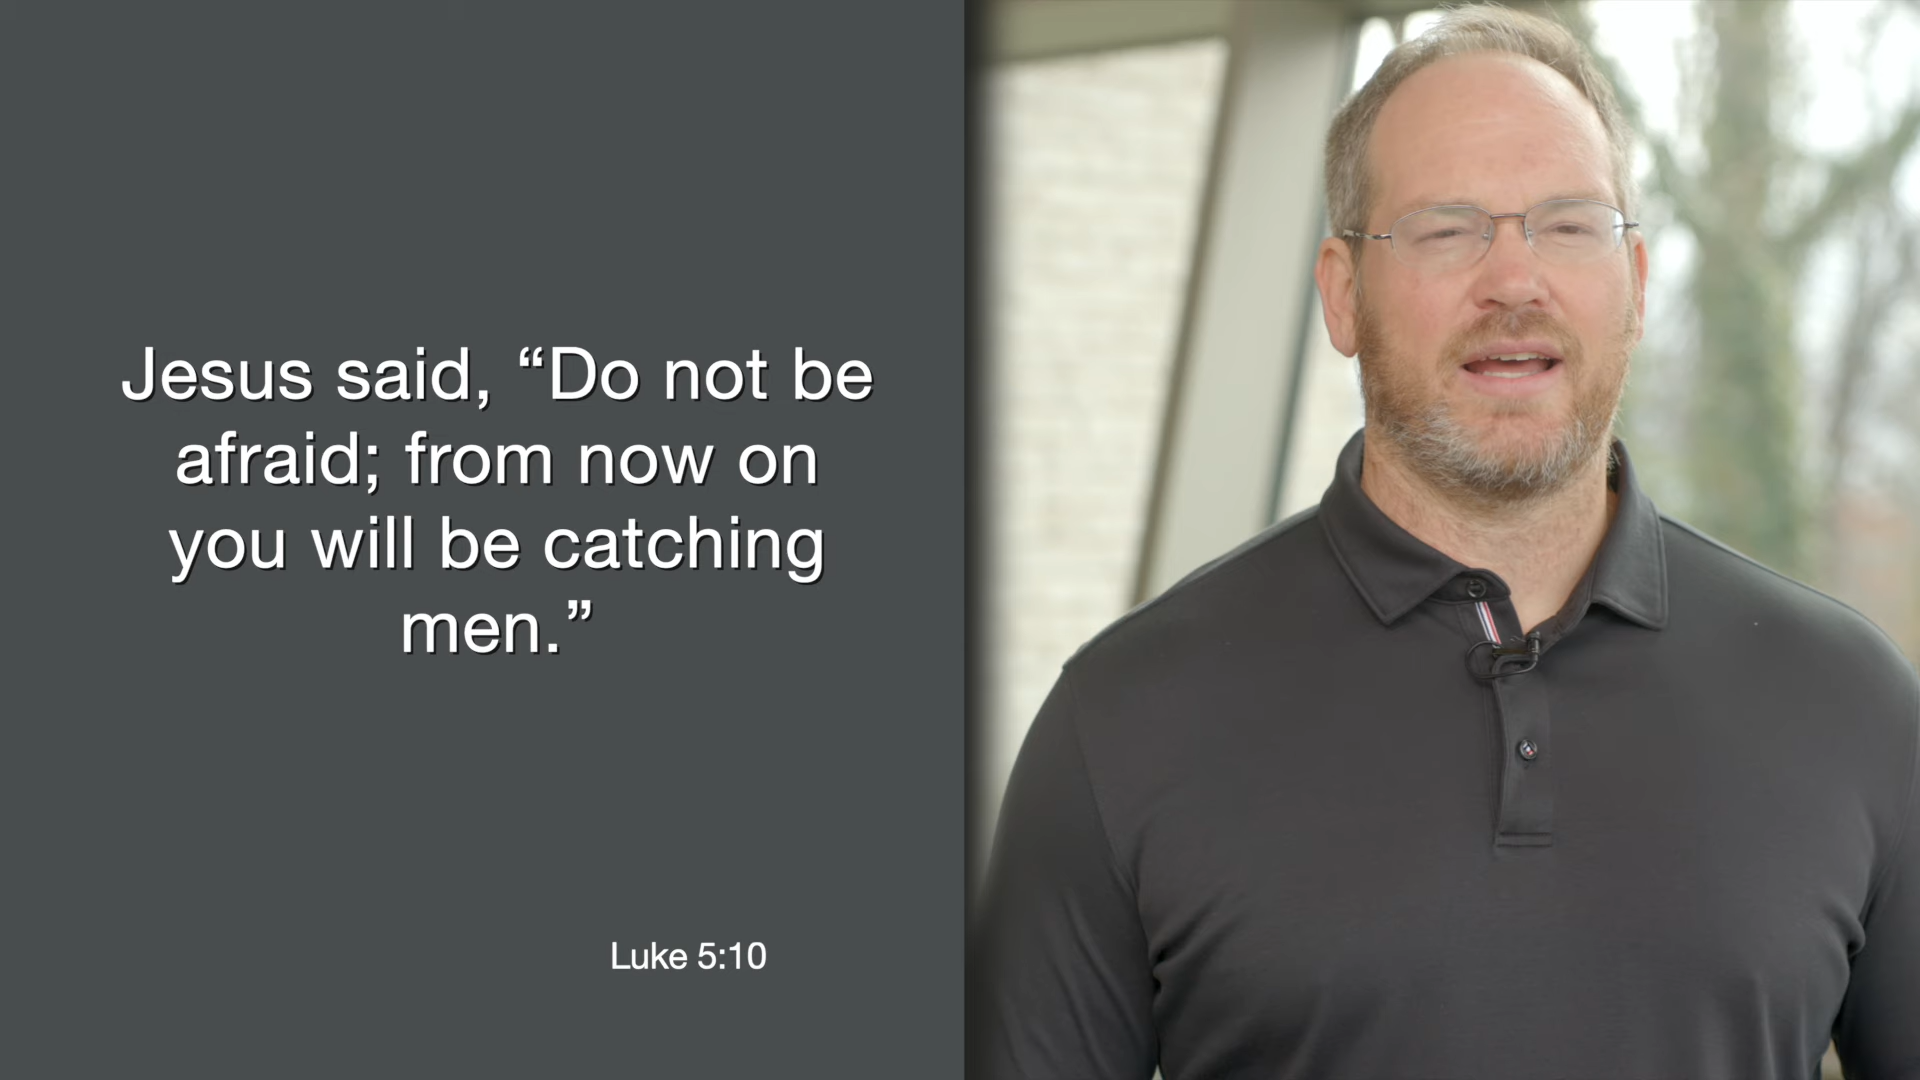 Jesus said, “Do not be
afraid; from now on
you will be catching
men.”
Luke 5:10